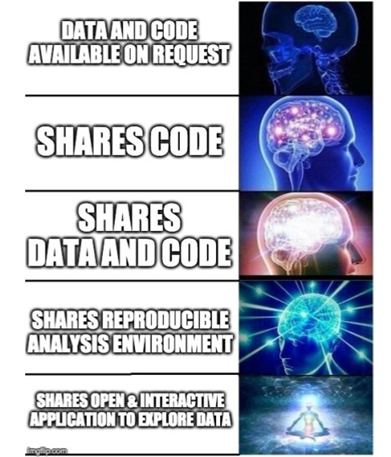 DATA AND CODE
AVAILABLE ON REQUEST
SHARES CODE
SHARES
DATA AND CODE
SHARES REPRODUCIBLE
ANALYSIS ENVIRONMENT
SHARES OPEN & INTERACTIVE
APPLICATION TO EXPLORE DATA
imgflip.com